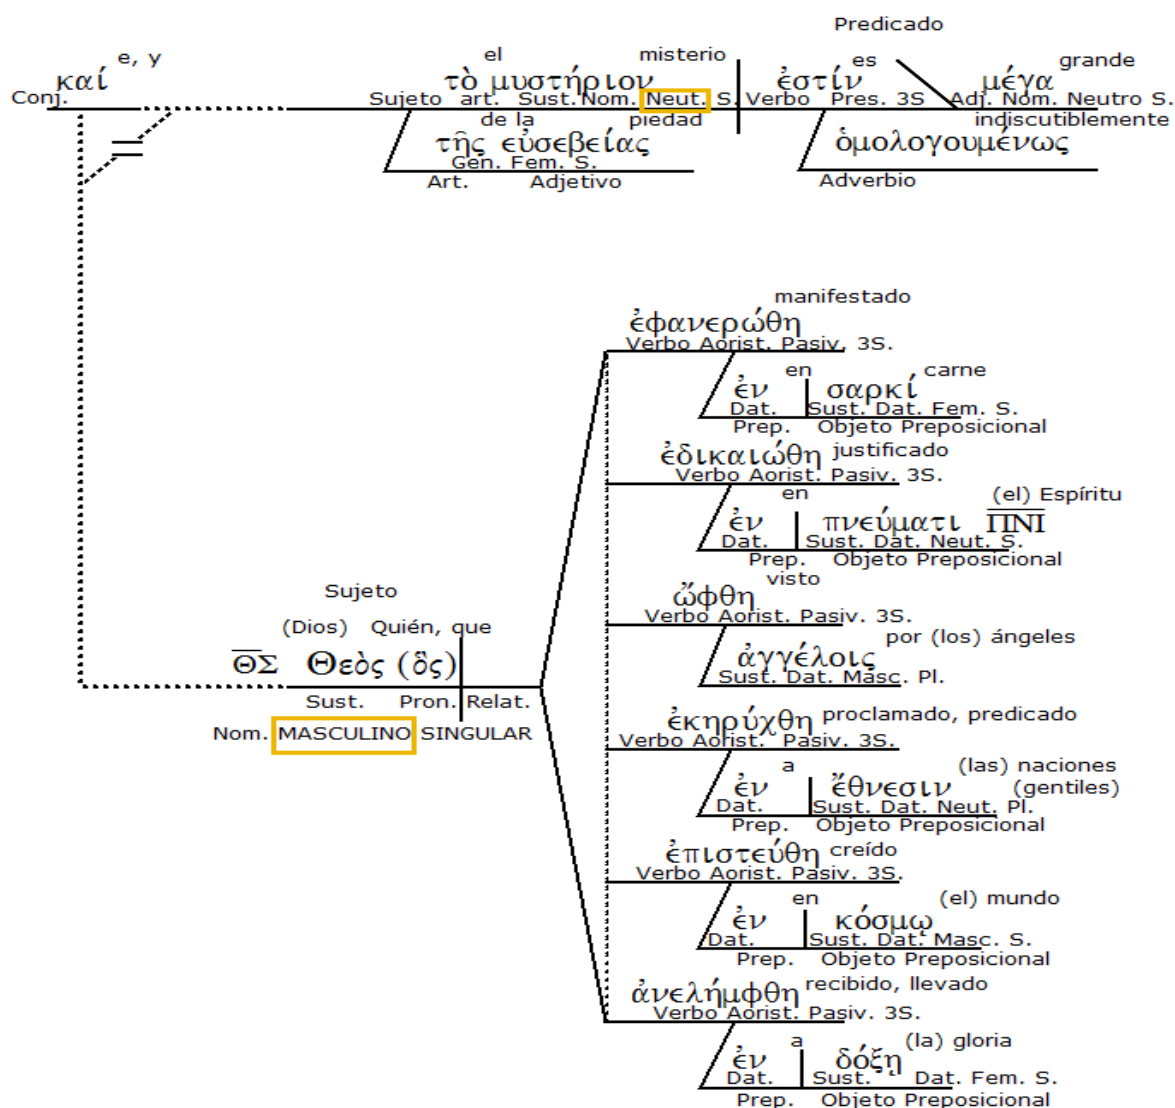 Predicado
e, y el misterio es grande
καί τὸ μυστήριον ἐστίν μέγα
Conj. Sujeto art. Sust. Nom. Neut. S. Verbo Pres. 3S Adj. Nom. Neutro S.
de la piedad indiscutiblemente
τῆς εὐσεβείας ὁμολογουμένως
Gen. Fem. S.
Art. Adjetivo Adverbio
manifestado
ἐφανερώθη
Verbo Aorist. Pasiv. 3S.
en carne
ἐν σαρκί
Dat. Sust. Dat. Fem. S.
Prep. Objeto Preposicional
justificado
ἐδικαιώθη
Verbo Aorist. Pasiv. 3S.
en (el) Espíritu
ἐν πνεύματι ΠΝΙ
Dat. Sust. Dat. Neut. S.
Prep. Objeto Preposicional
visto
ὤφθη
Verbo Aorist. Pasiv. 3S.
Sujeto
(Dios) Quién, que
ΘΣ Θεὸς (ὃς)
Sust. Pron. Relat.
Nom. MASCULINO SINGULAR
por (los) ángeles
ἀγγέλοις
Sust. Dat. Masc. Pl.
proclamado, predicado
ἐκηρύχθη
Verbo Aorist. Pasiv. 3S.
a (las) naciones
ἐν ἔθνεσιν (gentiles)
Dat. Sust. Dat. Neut. Pl.
Prep. Objeto Preposicional
creído
ἐπιστεύθη
Verbo Aorist. Pasiv. 3S.
en (el) mundo
ἐν κόσμῳ
Dat. Sust. Dat. Masc. S.
Prep. Objeto Preposicional
recibido, llevado
ἀνελήμφθη
Verbo Aorist. Pasiv. 3S.
a (la) gloria
ἐν δόξῃ
Dat. Sust. Dat. Fem. S.
Prep. Objeto Preposicional